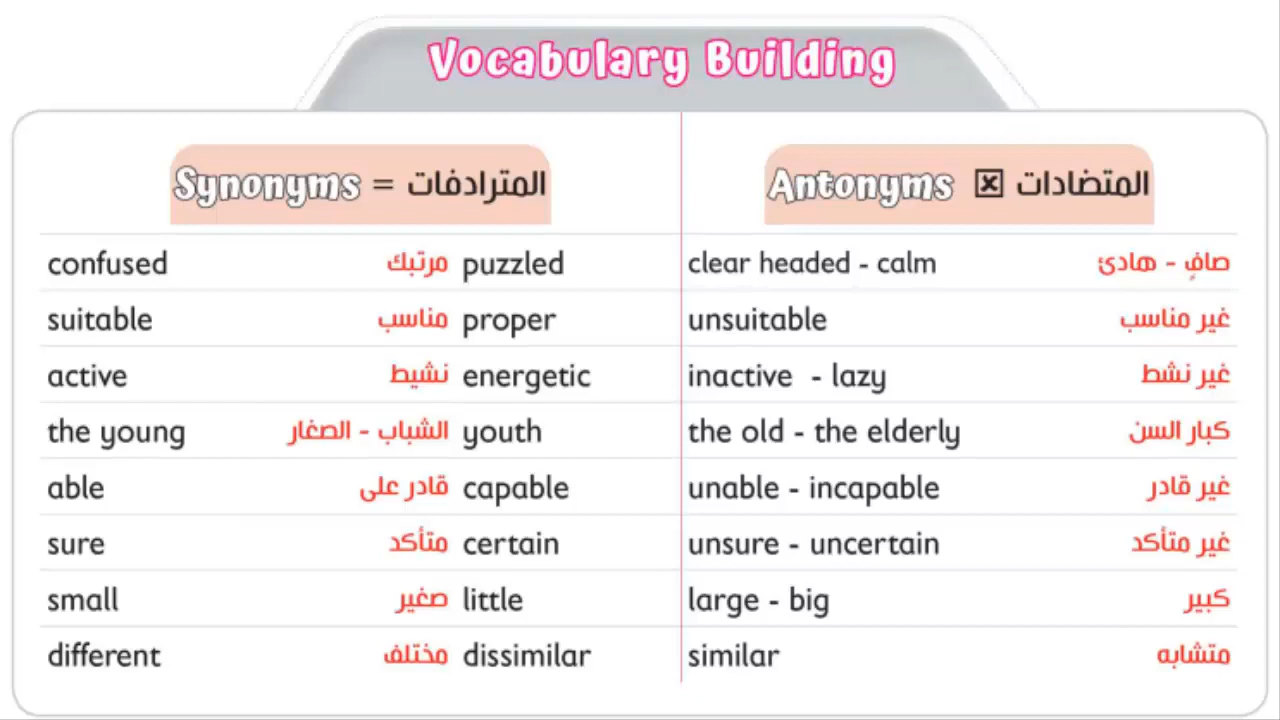 Vocabulary Building
Synonyms = المترادفات
Antonyms ☒ المتضادات
confused مرتبك puzzled clear headed - calm صافٍ - هادئ
suitable مناسب proper unsuitable غير مناسب
active نشيط energetic inactive - lazy غير نشط
the young الشباب - الصغار youth the old - the elderly كبار السن
able قادر على capable unable - incapable غير قادر
sure متأكد certain unsure - uncertain غير متأكد
small صغير little large - big كبير
different مختلف dissimilar similar متشابه